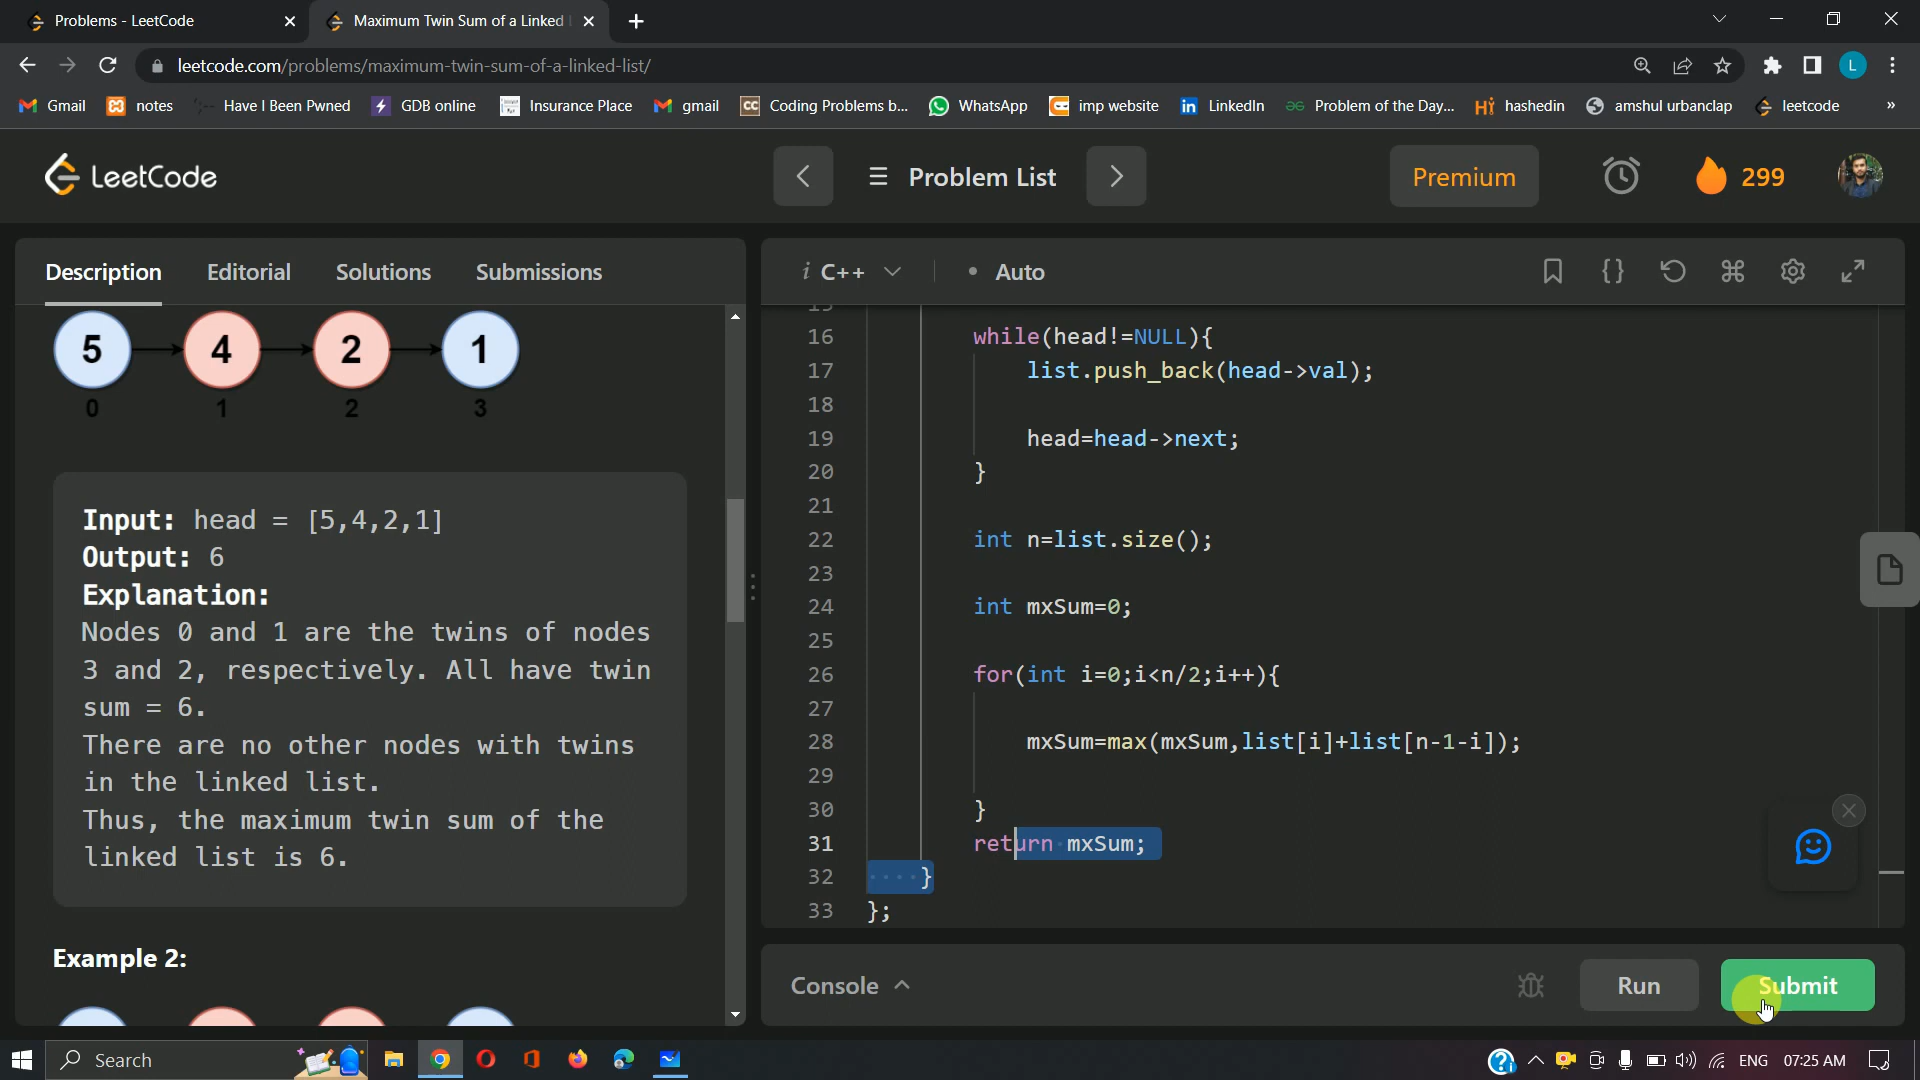 Problems - LeetCode
Maximum Twin Sum of a Linked
leetcode.com/problems/maximum-twin-sum-of-a-linked-list/
L
Gmail
notes
Have I Been Pwned
GDB online
Insurance Place
gmail
Coding Problems b...
WhatsApp
imp website
LinkedIn
Problem of the Day...
hashedin
amshul urbanclap
leetcode
»
LeetCode
Problem List
Premium
299
Description
Editorial
Solutions
Submissions
5
4
2
1
0
1
2
3
Input: head = [5,4,2,1]
Output: 6
Explanation:
Nodes 0 and 1 are the twins of nodes
3 and 2, respectively. All have twin
sum = 6.
There are no other nodes with twins
in the linked list.
Thus, the maximum twin sum of the
linked list is 6.
Example 2:
i C++
• Auto
16 while(head!=NULL){
17 list.push_back(head->val);
18
19 head=head->next;
20 }
21
22 int n=list.size();
23
24 int mxSum=0;
25
26 for(int i=0;i<n/2;i++){
27
28 mxSum=max(mxSum,list[i]+list[n-1-i]);
29
30 }
31 return mxSum;
32 }
33 };
Console
Run
Submit
Search
ENG
07:25 AM